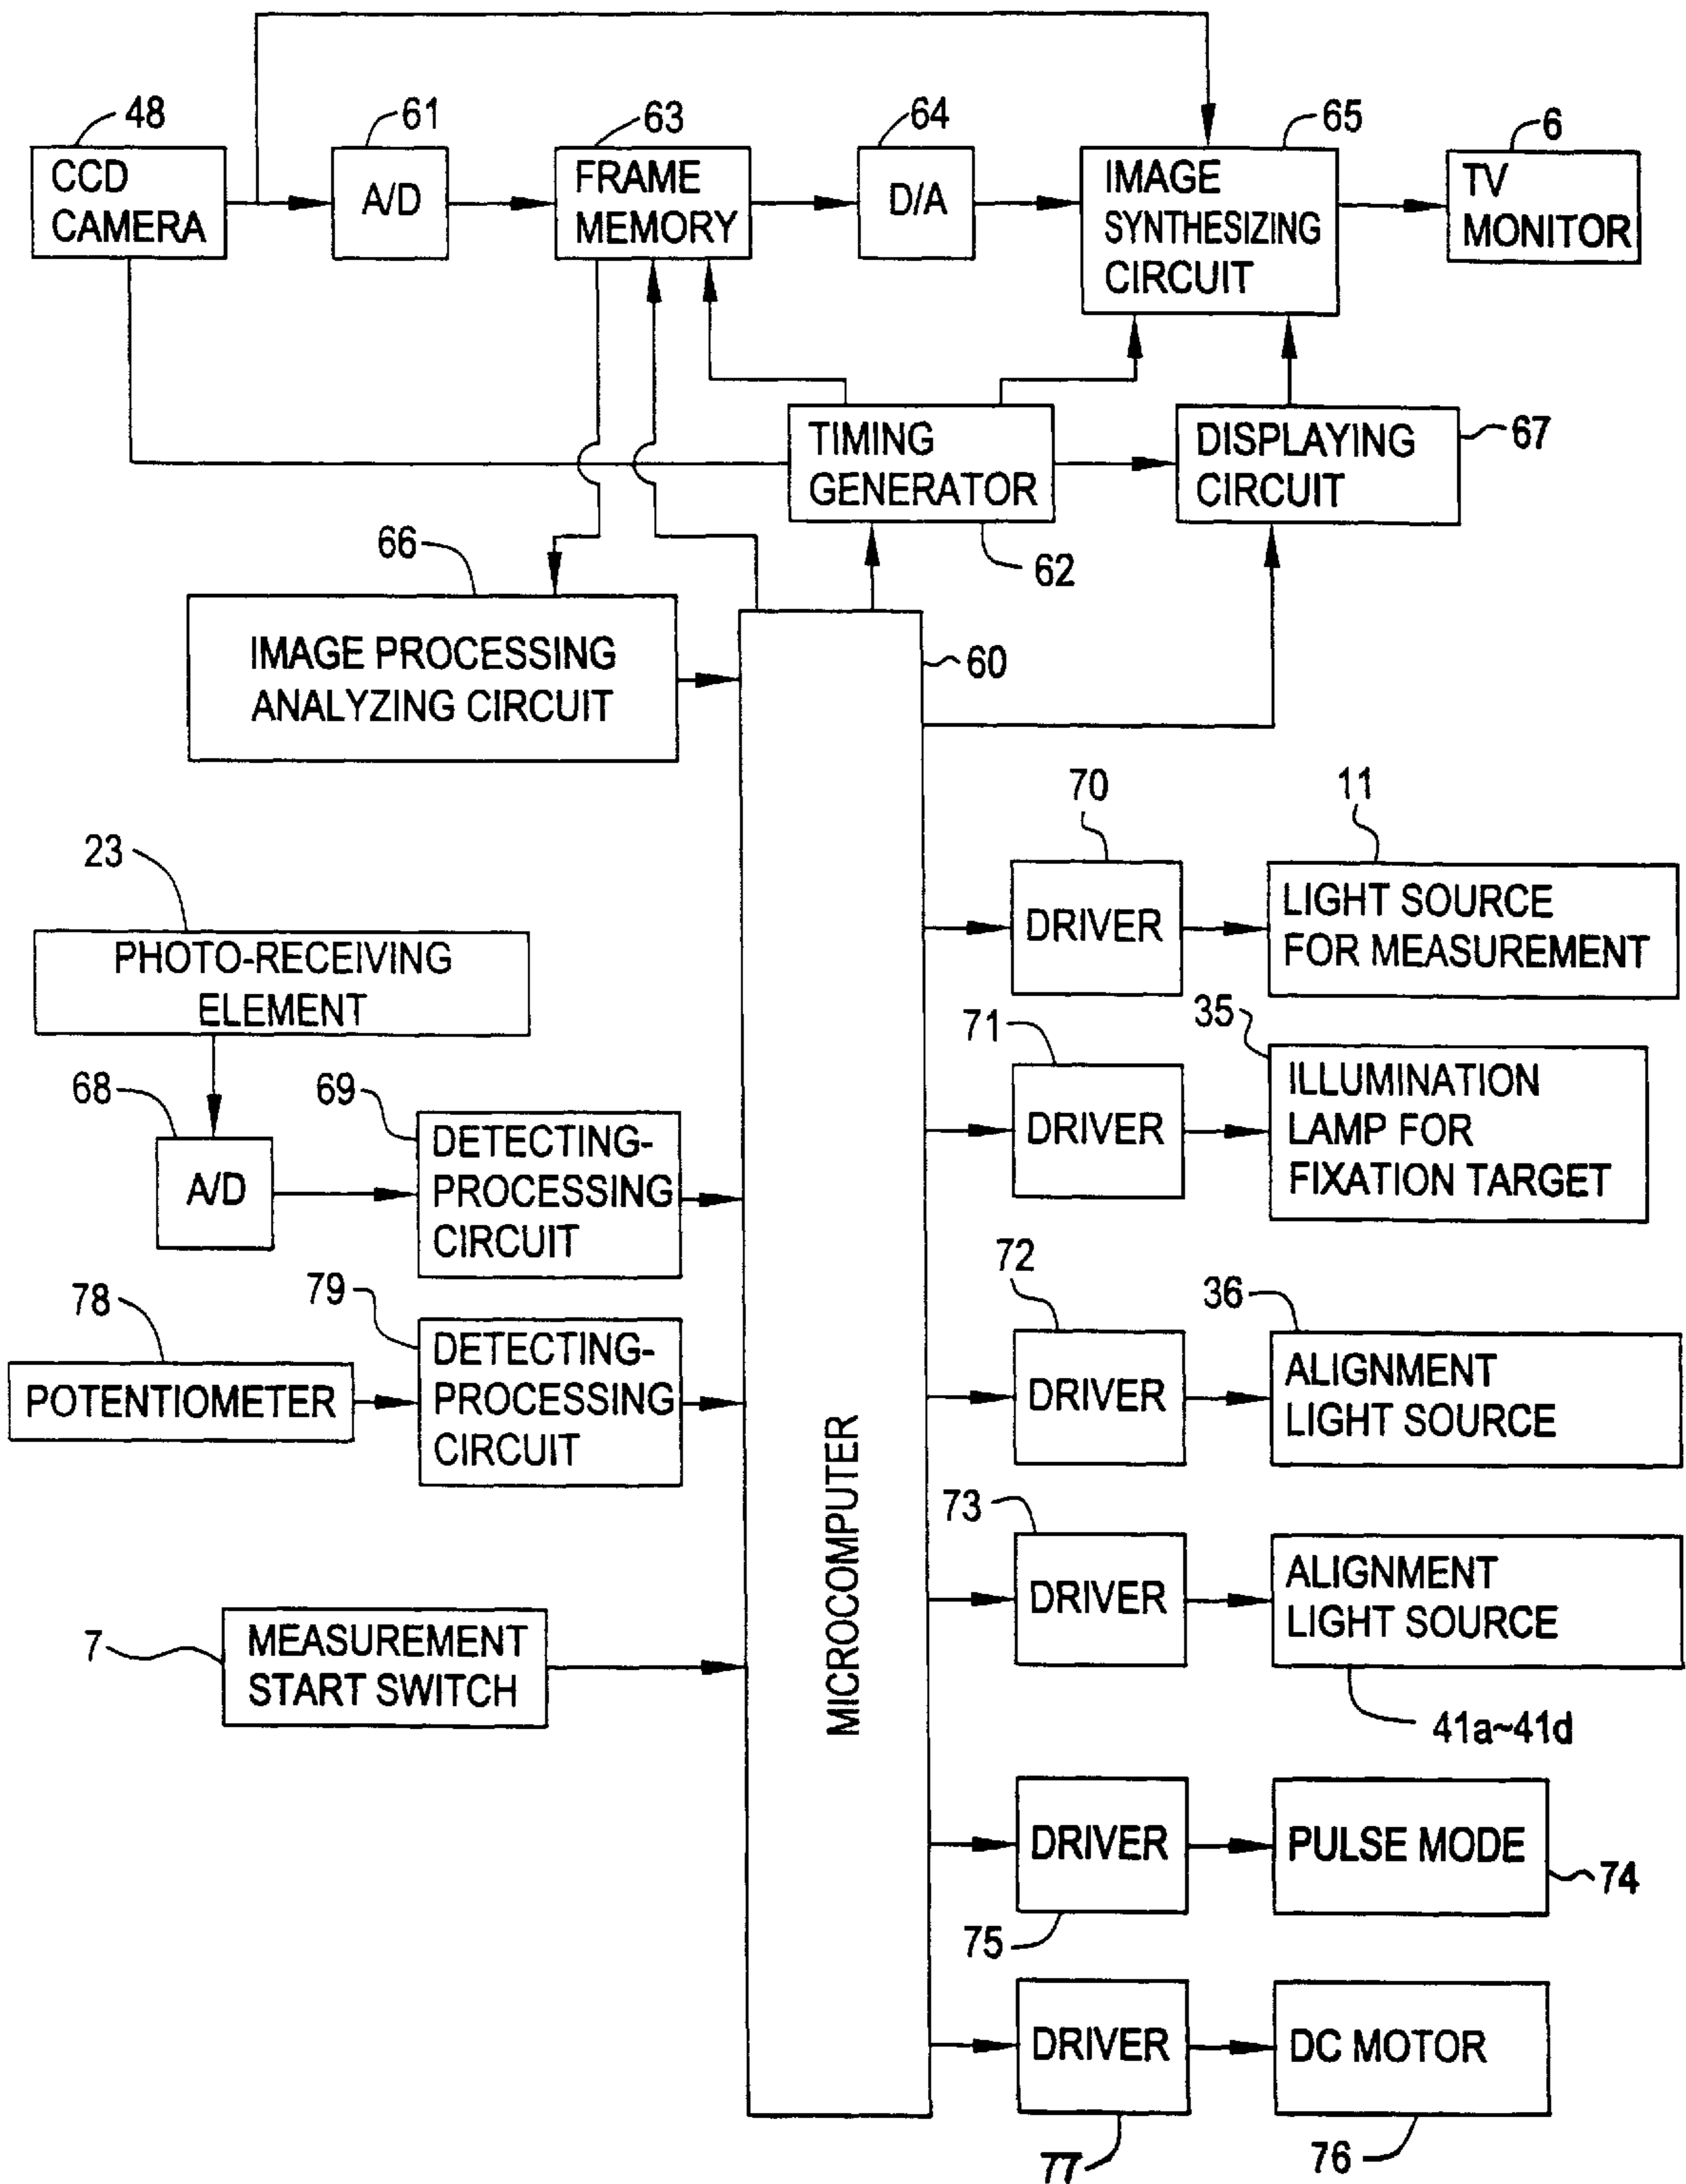 48
61
63
64
65
6
CCD
CAMERA
A/D
FRAME
MEMORY
D/A
IMAGE
SYNTHESIZING
CIRCUIT
TV
MONITOR
TIMING
GENERATOR
62
DISPLAYING
CIRCUIT
67
66
IMAGE PROCESSING
ANALYZING CIRCUIT
60
MICROCOMPUTER
23
PHOTO-RECEIVING
ELEMENT
68
A/D
69
DETECTING-
PROCESSING
CIRCUIT
78
POTENTIOMETER
79
DETECTING-
PROCESSING
CIRCUIT
7
MEASUREMENT
START SWITCH
70
DRIVER
11
LIGHT SOURCE
FOR MEASUREMENT
71
DRIVER
35
ILLUMINATION
LAMP FOR
FIXATION TARGET
72
DRIVER
36
ALIGNMENT
LIGHT SOURCE
73
DRIVER
ALIGNMENT
LIGHT SOURCE
41a~41d
DRIVER
75
PULSE MODE
74
DRIVER
77
DC MOTOR
76